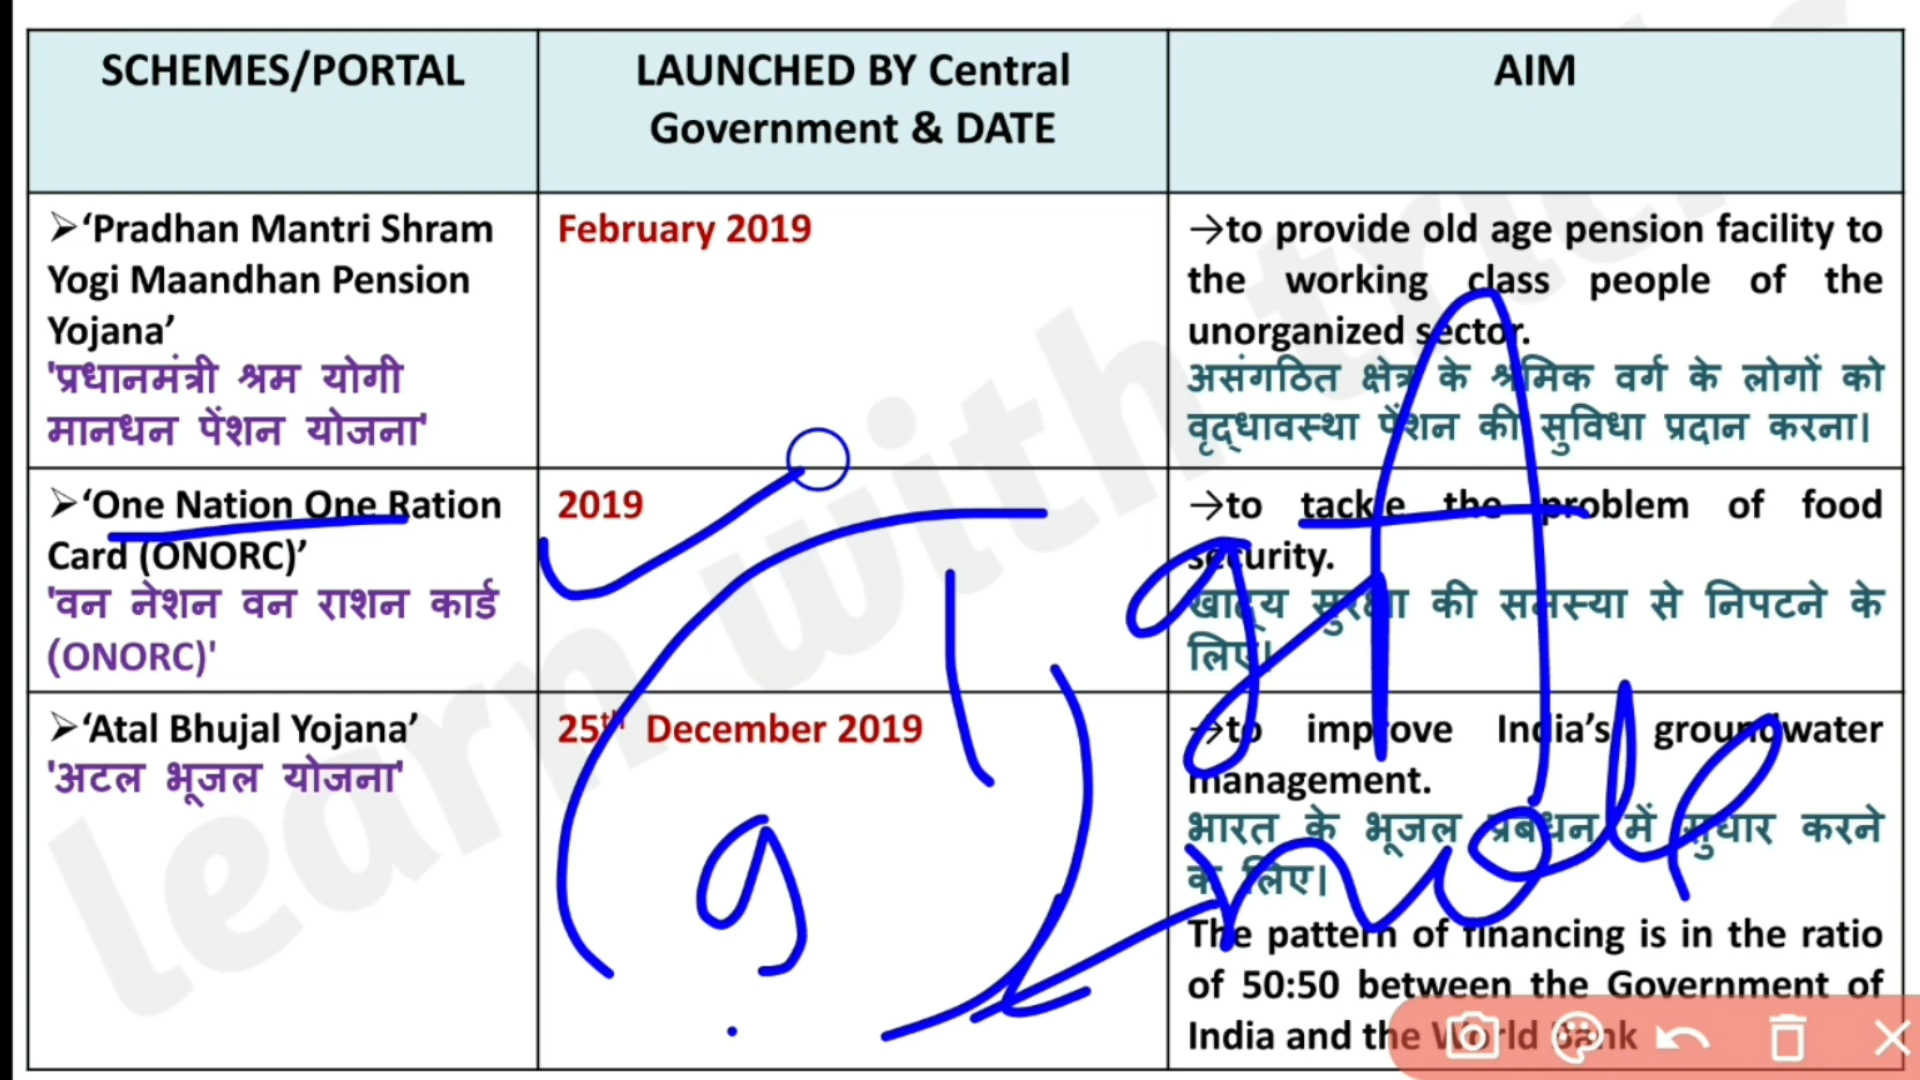 SCHEMES/PORTAL
LAUNCHED BY Central
Government & DATE
AIM
➢‘Pradhan Mantri Shram
Yogi Maandhan Pension
Yojana’
'प्रधानमंत्री श्रम योगी
मानधन पेंशन योजना'
February 2019
→to provide old age pension facility to
the working class people of the
unorganized sector.
असंगठित क्षेत्र के श्रमिक वर्ग के लोगों को
वृद्धावस्था पेंशन की सुविधा प्रदान करना।
➢‘One Nation One Ration
Card (ONORC)’
'वन नेशन वन राशन कार्ड
(ONORC)'
2019
→to tackle the problem of food
security.
खाद्य सुरक्षा की समस्या से निपटने के
लिए।
➢‘Atal Bhujal Yojana’
'अटल भूजल योजना'
25th December 2019
→to improve India’s groundwater
management.
भारत के भूजल प्रबंधन में सुधार करने
के लिए।
The pattern of financing is in the ratio
of 50:50 between the Government of
India and the World Bank
learn with